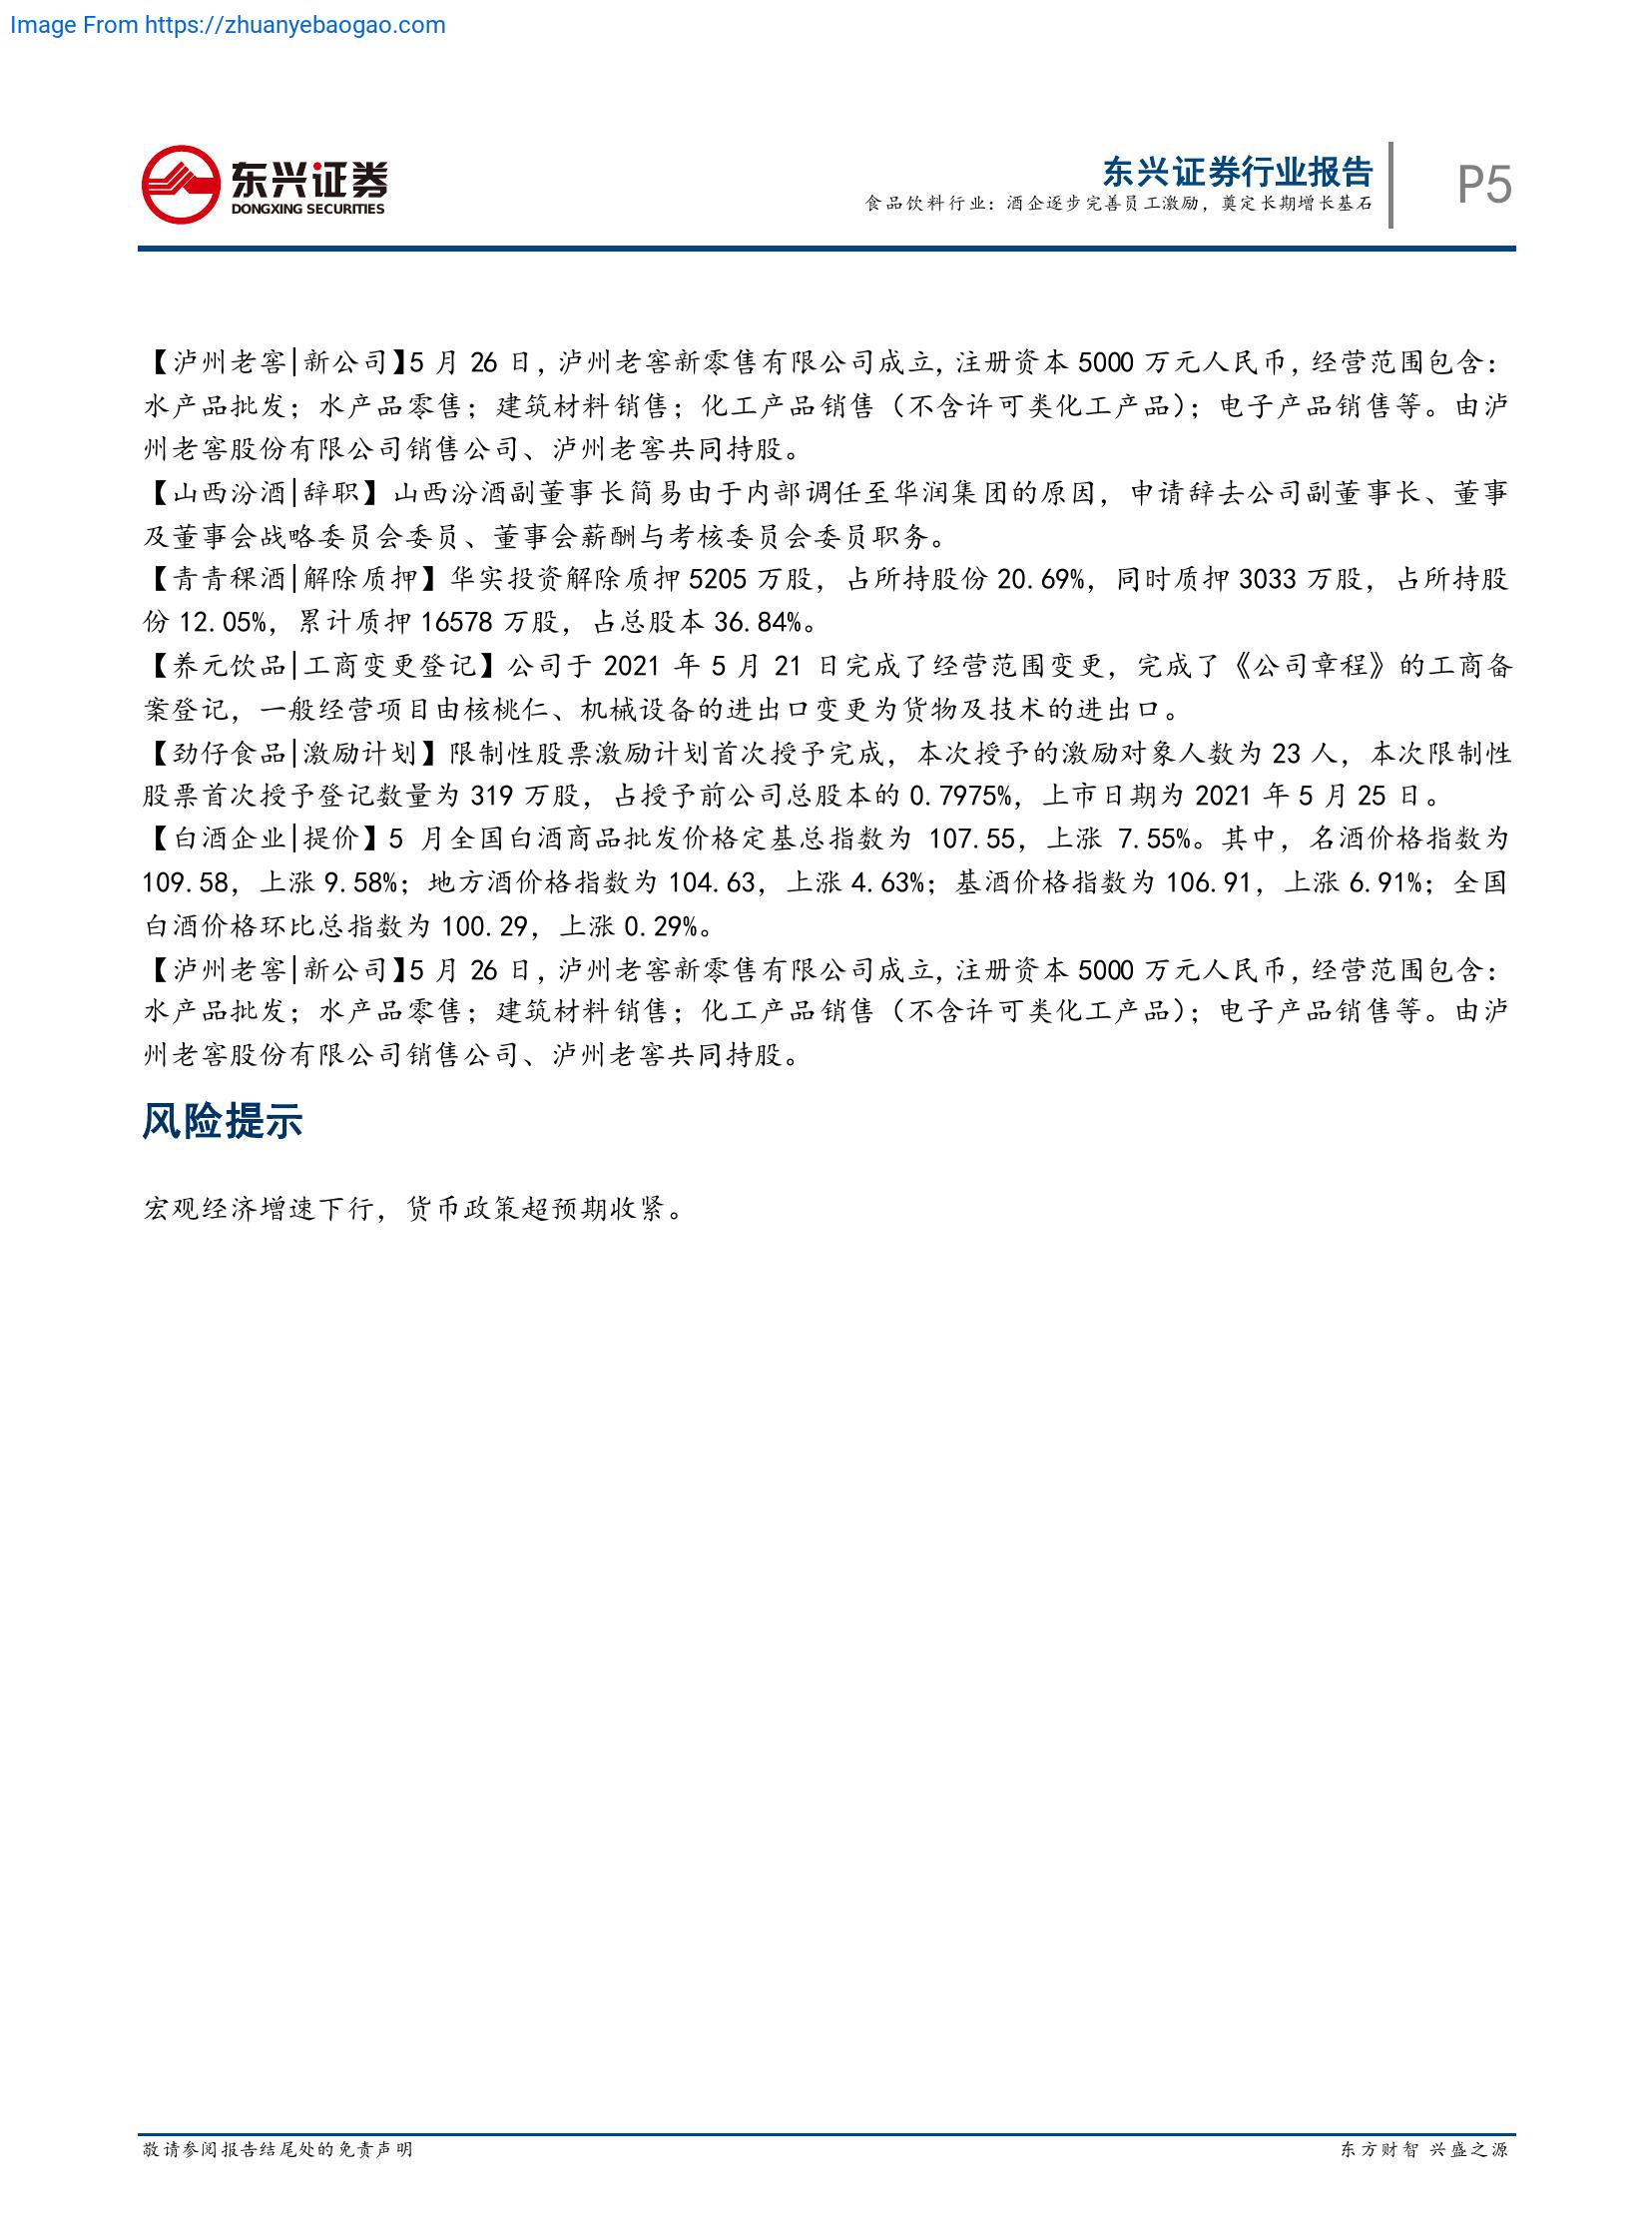 Image From https://zhuanyebaogao.com
东兴证券
DONGXING SECURITIES
东兴证券行业报告
食品饮料行业：酒企逐步完善员工激励，奠定长期增长基石
P5
【泸州老窖|新公司】5 月 26 日，泸州老窖新零售有限公司成立，注册资本 5000 万元人民币，经营范围包含：
水产品批发；水产品零售；建筑材料销售；化工产品销售（不含许可类化工产品）；电子产品销售等。由泸
州老窖股份有限公司销售公司、泸州老窖共同持股。
【山西汾酒|辞职】山西汾酒副董事长简易由于内部调任至华润集团的原因，申请辞去公司副董事长、董事
及董事会战略委员会委员、董事会薪酬与考核委员会委员职务。
【青青稞酒|解除质押】华实投资解除质押 5205 万股，占所持股份 20.69%，同时质押 3033 万股，占所持股
份 12.05%，累计质押 16578 万股，占总股本 36.84%。
【养元饮品|工商变更登记】公司于 2021 年 5 月 21 日完成了经营范围变更，完成了《公司章程》的工商备
案登记，一般经营项目由核桃仁、机械设备的进出口变更为货物及技术的进出口。
【劲仔食品|激励计划】限制性股票激励计划首次授予完成，本次授予的激励对象人数为 23 人，本次限制性
股票首次授予登记数量为 319 万股，占授予前公司总股本的 0.7975%，上市日期为 2021 年 5 月 25 日。
【白酒企业|提价】5 月全国白酒商品批发价格定基总指数为 107.55，上涨 7.55%。其中，名酒价格指数为
109.58，上涨 9.58%；地方酒价格指数为 104.63，上涨 4.63%；基酒价格指数为 106.91，上涨 6.91%；全国
白酒价格环比总指数为 100.29，上涨 0.29%。
【泸州老窖|新公司】5 月 26 日，泸州老窖新零售有限公司成立，注册资本 5000 万元人民币，经营范围包含：
水产品批发；水产品零售；建筑材料销售；化工产品销售（不含许可类化工产品）；电子产品销售等。由泸
州老窖股份有限公司销售公司、泸州老窖共同持股。
风险提示
宏观经济增速下行，货币政策超预期收紧。
敬请参阅报告结尾处的免责声明
东方财智 兴盛之源